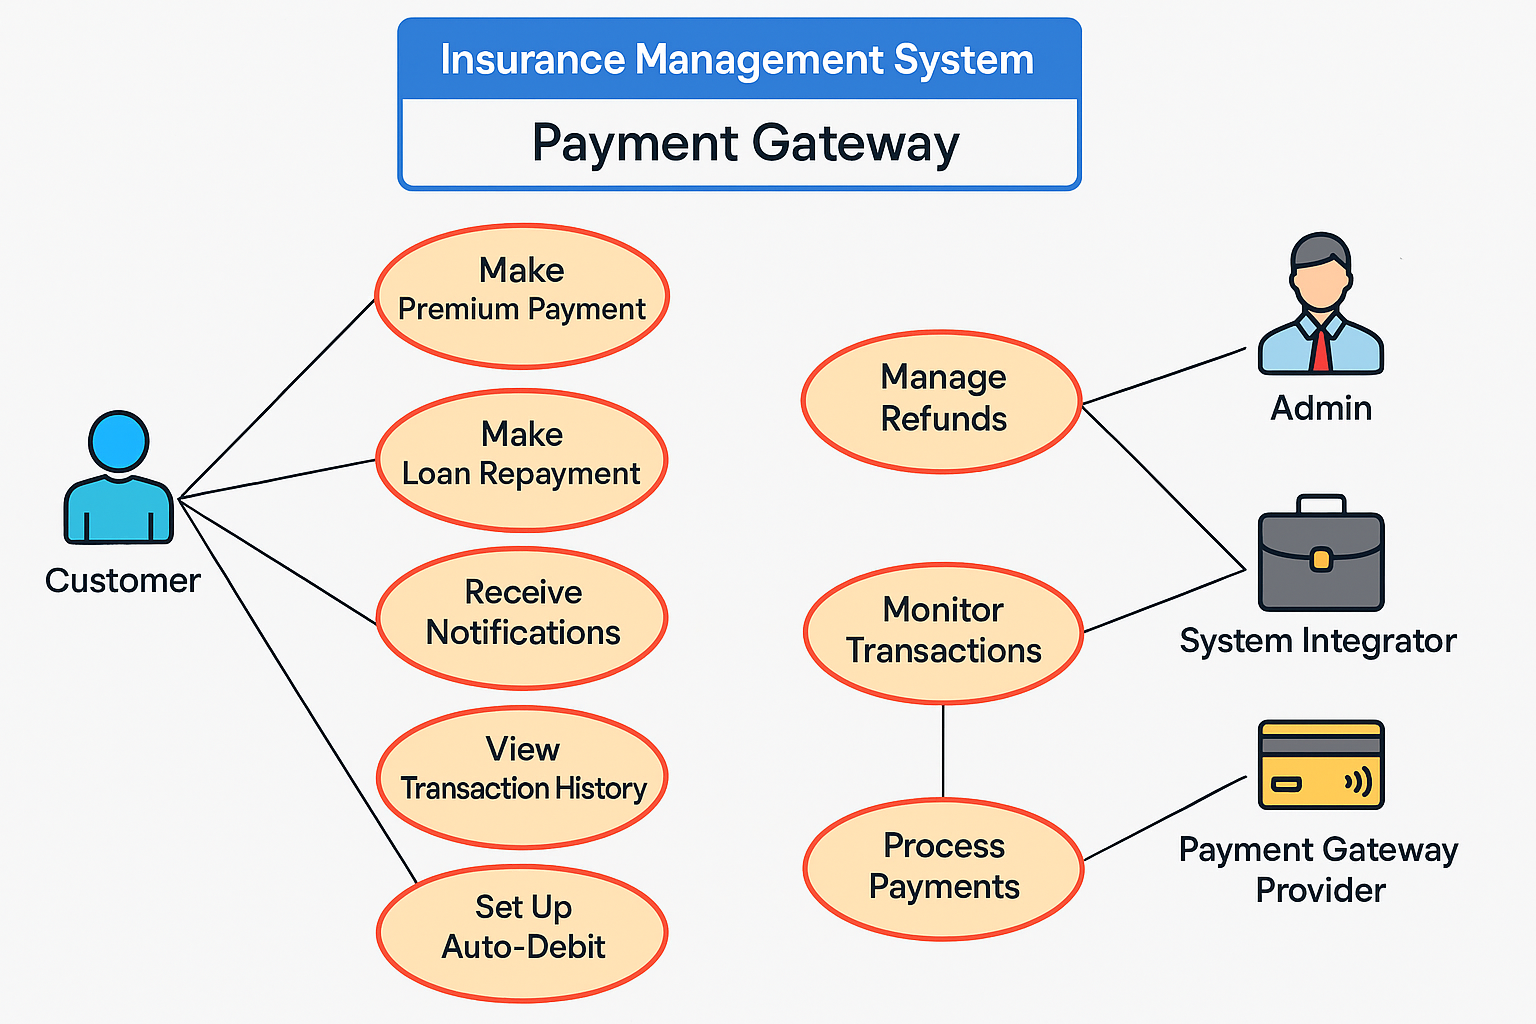 Insurance Management System
Payment Gateway
Make
Premium Payment
Make
Loan Repayment
Receive
Notifications
View
Transaction History
Set Up
Auto-Debit
Customer
Manage
Refunds
Monitor
Transactions
Process
Payments
Admin
System Integrator
Payment Gateway
Provider